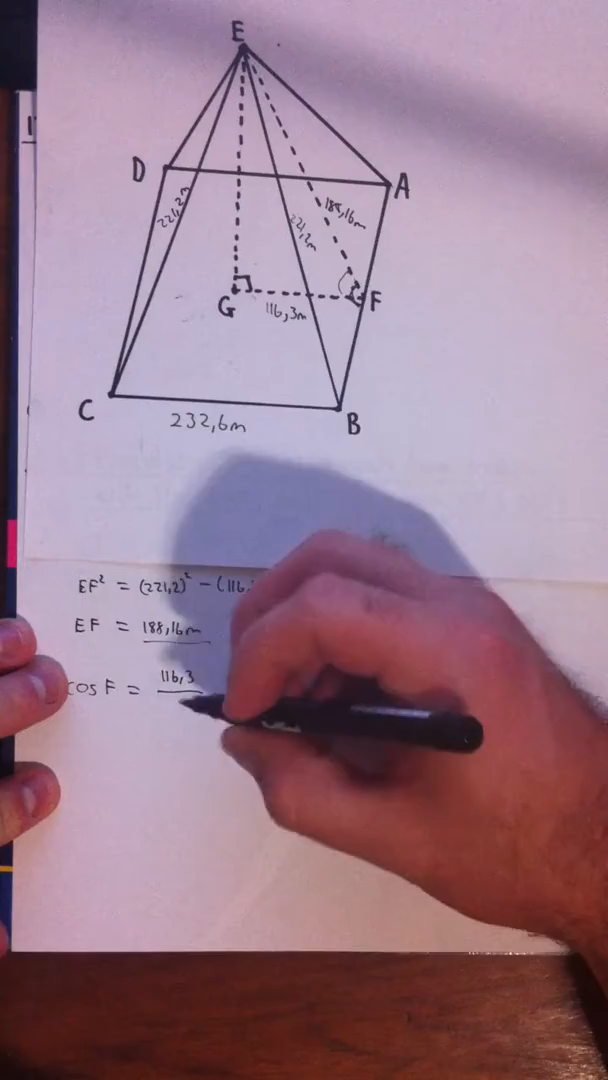 E
D
A
221,2m
188,16m
221,2m
G
F
116,3m
C
B
232,6m
EF² = (221,2)² - (116,
EF = 188,16m
cos F = 116,3